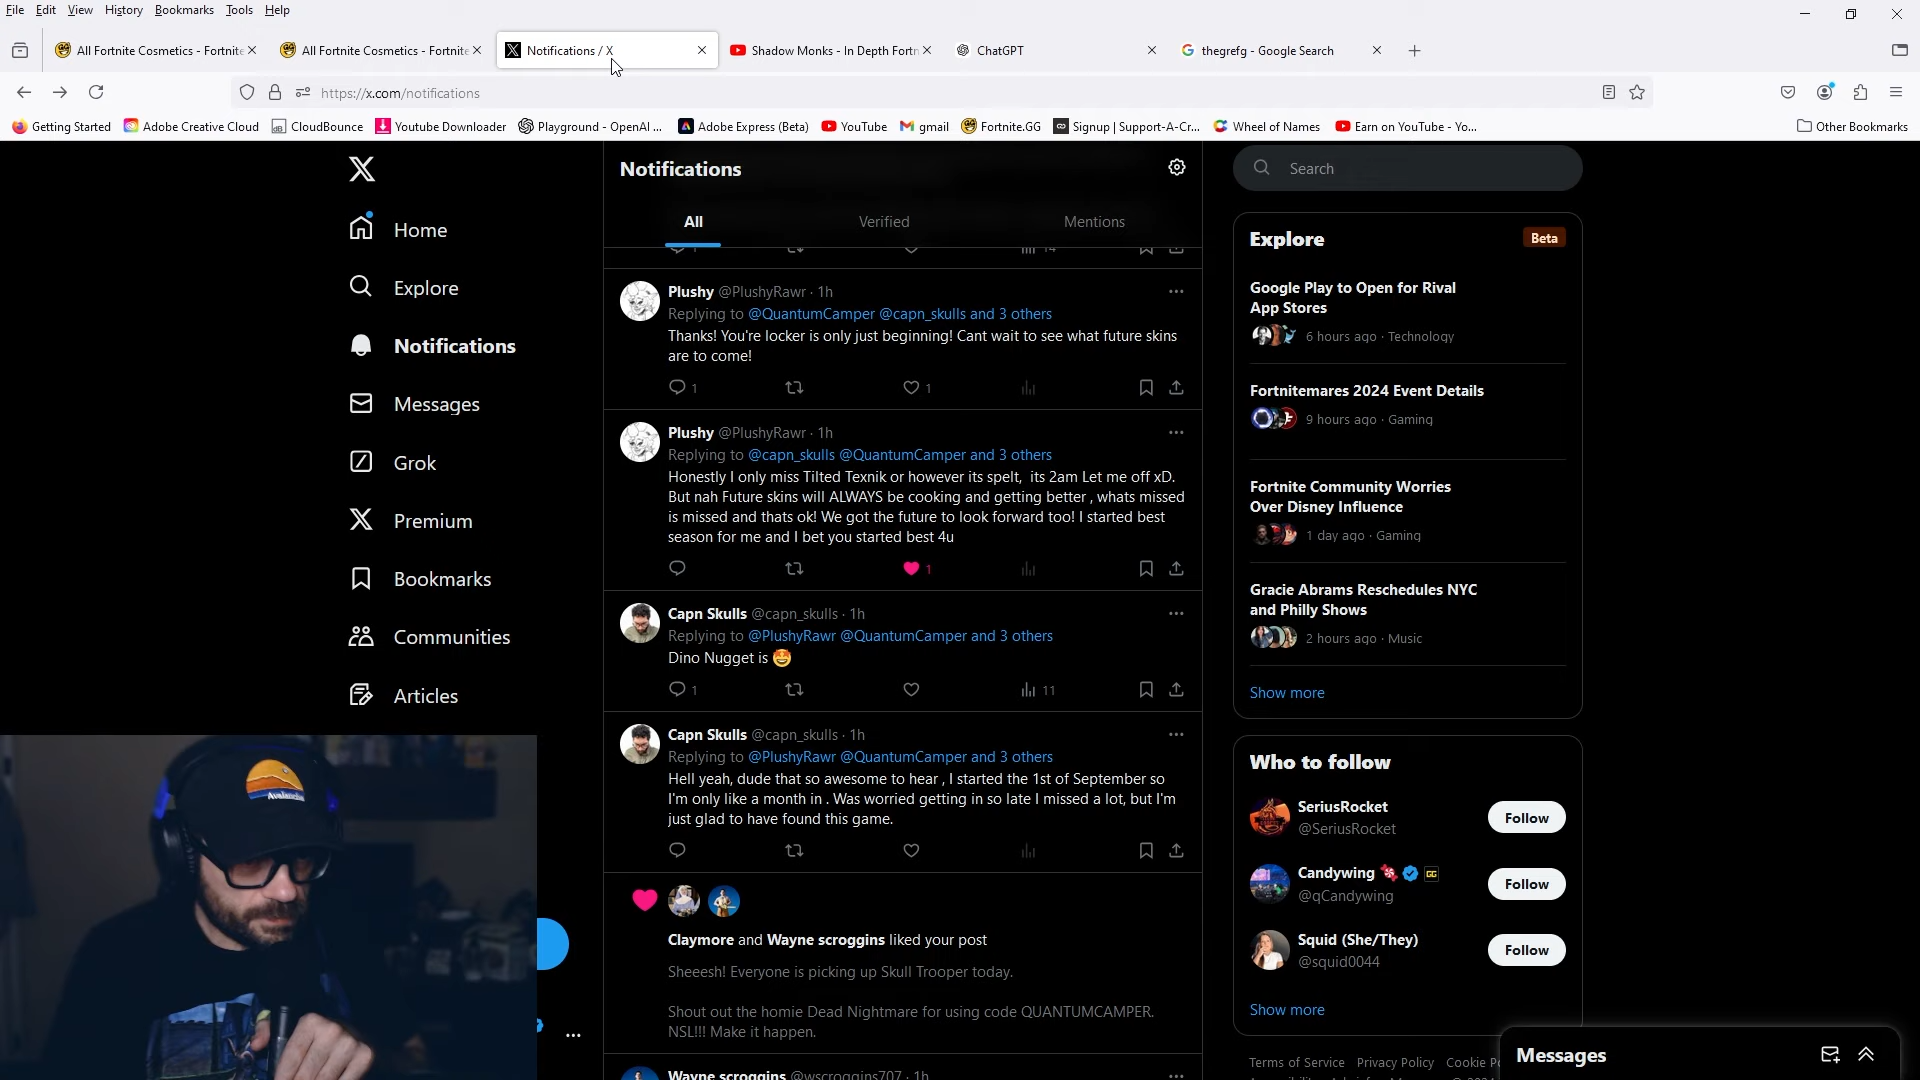 File Edit View History Bookmarks Tools Help
All Fortnite Cosmetics - Fortnite
All Fortnite Cosmetics - Fortnite
Notifications / X
Shadow Monks - In Depth Fortn
ChatGPT
thegrefg - Google Search
https://x.com/notifications
Getting Started
Adobe Creative Cloud
CloudBounce
Youtube Downloader
Playground - OpenAI ...
Adobe Express (Beta)
YouTube
gmail
Fortnite.GG
Signup | Support-A-Cr...
Wheel of Names
Earn on YouTube - Yo...
Other Bookmarks
Home
Explore
Notifications
Messages
Grok
Premium
Bookmarks
Communities
Articles
Avalanche
Notifications
All
Verified
Mentions
14
Plushy @PlushyRawr · 1h
Replying to @QuantumCamper @capn_skulls and 3 others
Thanks! You're locker is only just beginning! Cant wait to see what future skins
are to come!
1
1
Plushy @PlushyRawr · 1h
Replying to @capn_skulls @QuantumCamper and 3 others
Honestly I only miss Tilted Texnik or however its spelt, its 2am Let me off xD.
But nah Future skins will ALWAYS be cooking and getting better , whats missed
is missed and thats ok! We got the future to look forward too! I started best
season for me and I bet you started best 4u
1
Capn Skulls @capn_skulls · 1h
Replying to @PlushyRawr @QuantumCamper and 3 others
Dino Nugget is 🤩
1
11
Capn Skulls @capn_skulls · 1h
Replying to @PlushyRawr @QuantumCamper and 3 others
Hell yeah, dude that so awesome to hear , I started the 1st of September so
I'm only like a month in . Was worried getting in so late I missed a lot, but I'm
just glad to have found this game.
Claymore and Wayne scroggins liked your post
Sheeesh! Everyone is picking up Skull Trooper today.
Shout out the homie Dead Nightmare for using code QUANTUMCAMPER.
NSL!!! Make it happen.
Wayne scroggins @wscroggins707 · 1h
Search
Explore
Beta
Google Play to Open for Rival
App Stores
6 hours ago · Technology
Fortnitemares 2024 Event Details
9 hours ago · Gaming
Fortnite Community Worries
Over Disney Influence
1 day ago · Gaming
Gracie Abrams Reschedules NYC
and Philly Shows
2 hours ago · Music
Show more
Who to follow
SeriusRocket
@SeriusRocket
Follow
Candywing
@qCandywing
Follow
Squid (She/They)
@squid0044
Follow
Show more
Terms of Service Privacy Policy Cookie
Messages